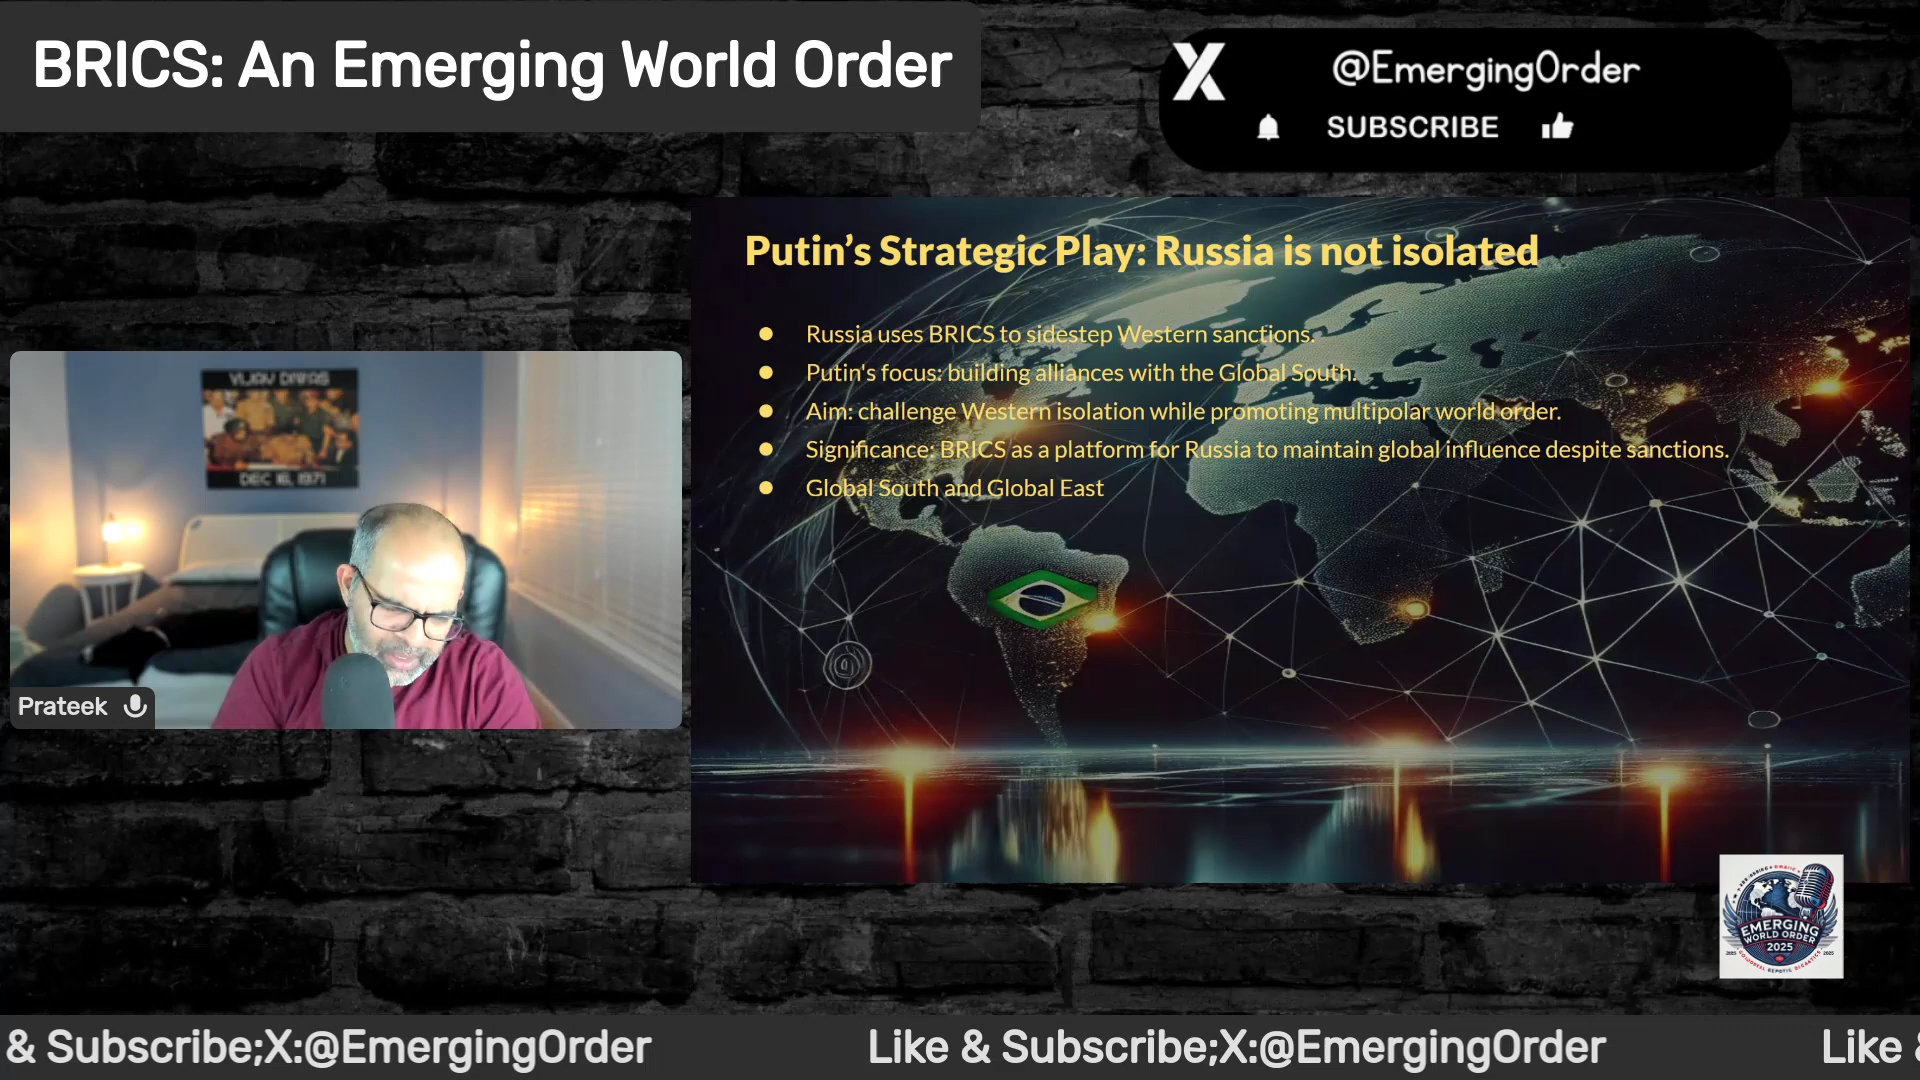 BRICS: An Emerging World Order
X @EmergingOrder
SUBSCRIBE
Putin’s Strategic Play: Russia is not isolated
● Russia uses BRICS to sidestep Western sanctions.
● Putin's focus: building alliances with the Global South.
● Aim: challenge Western isolation while promoting multipolar world order.
● Significance: BRICS as a platform for Russia to maintain global influence despite sanctions.
● Global South and Global East
VIJAY DIWAS
DEC 16, 1971
Prateek
EMERGING
WORLD ORDER
2025
& Subscribe;X:@EmergingOrder Like & Subscribe;X:@EmergingOrder Like &